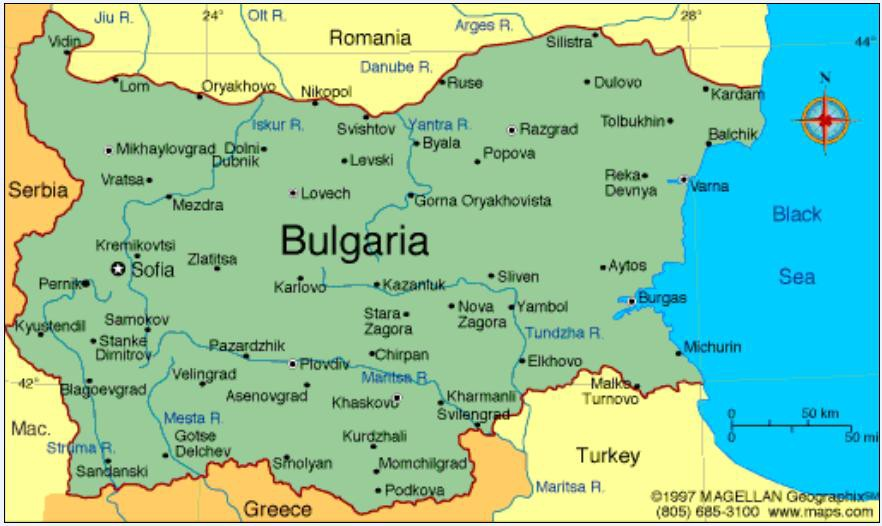 24°
28°
Jiu R.
Olt R.
Arges R.
Romania
Vidin
Silistra
44°
Danube R.
Lom
Oryakhovo
Nikopol
Ruse
Dulovo
Kardam
N
Iskur R.
Svishtov
Yantra R.
Razgrad
Tolbukhin
Balchik
Mikhaylovgrad
Dolni
Dubnik
Levski
Byala
Popova
Serbia
Vratsa
Lovech
Reka
Devnya
Varna
Mezdra
Gorna Oryakhovista
Black
Sea
Bulgaria
Kremikovtsi
Sofia
Zlatitsa
Pernik
Karlovo
Kazanluk
Sliven
Aytos
Burgas
Kyustendil
Samokov
Stara
Zagora
Nova
Zagora
Yambol
Stanke
Dimitrov
Pazardzhik
Plovdiv
Chirpan
Tundzha R.
Elkhovo
Michurin
42°
Blagoevgrad
Velingrad
Asenovgrad
Maritsa R.
Khaskovo
Kharmanli
Svilengrad
Malko
Turnovo
0
50 km
0
50 mi
Mac.
Struma R.
Mesta R.
Gotse
Delchev
Kurdzhali
Sandanski
Smolyan
Momchilgrad
Turkey
Podkova
Maritsa R.
Greece
©1997 MAGELLAN Geographix℠
(805) 685-3100 www.maps.com